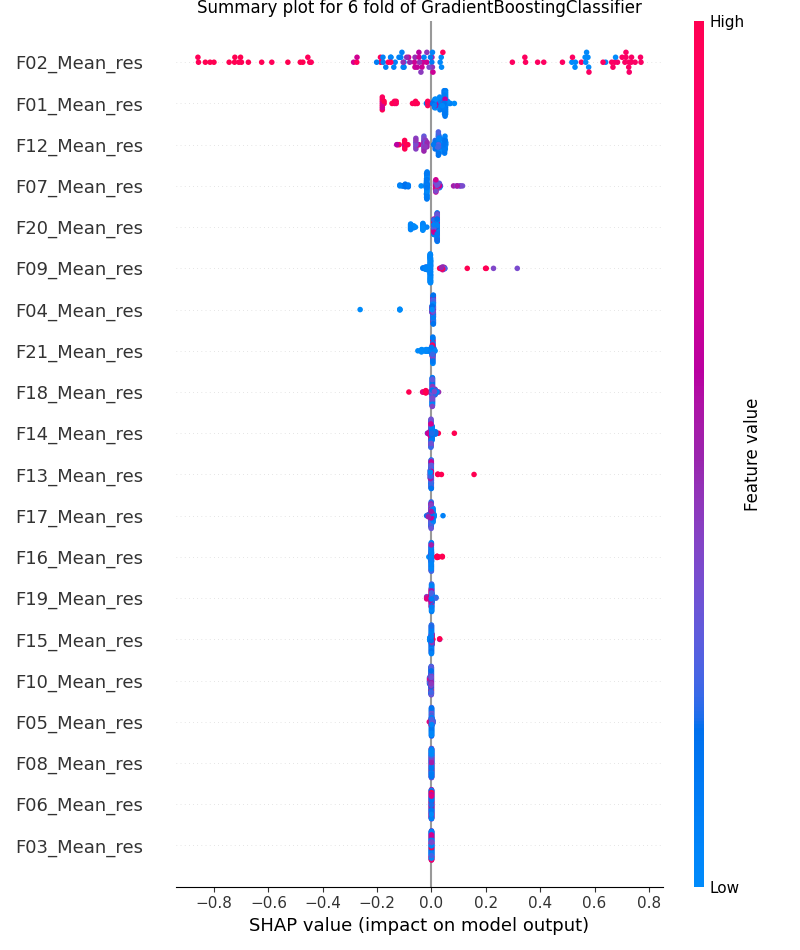 Summary plot for 6 fold of GradientBoostingClassifier
High
F02_Mean_res
F01_Mean_res
F12_Mean_res
F07_Mean_res
F20_Mean_res
F09_Mean_res
F04_Mean_res
F21_Mean_res
F18_Mean_res
F14_Mean_res
F13_Mean_res
F17_Mean_res
F16_Mean_res
F19_Mean_res
F15_Mean_res
F10_Mean_res
F05_Mean_res
F08_Mean_res
F06_Mean_res
F03_Mean_res
Feature value
Low
−0.8 −0.6 −0.4 −0.2 0.0 0.2 0.4 0.6 0.8
SHAP value (impact on model output)